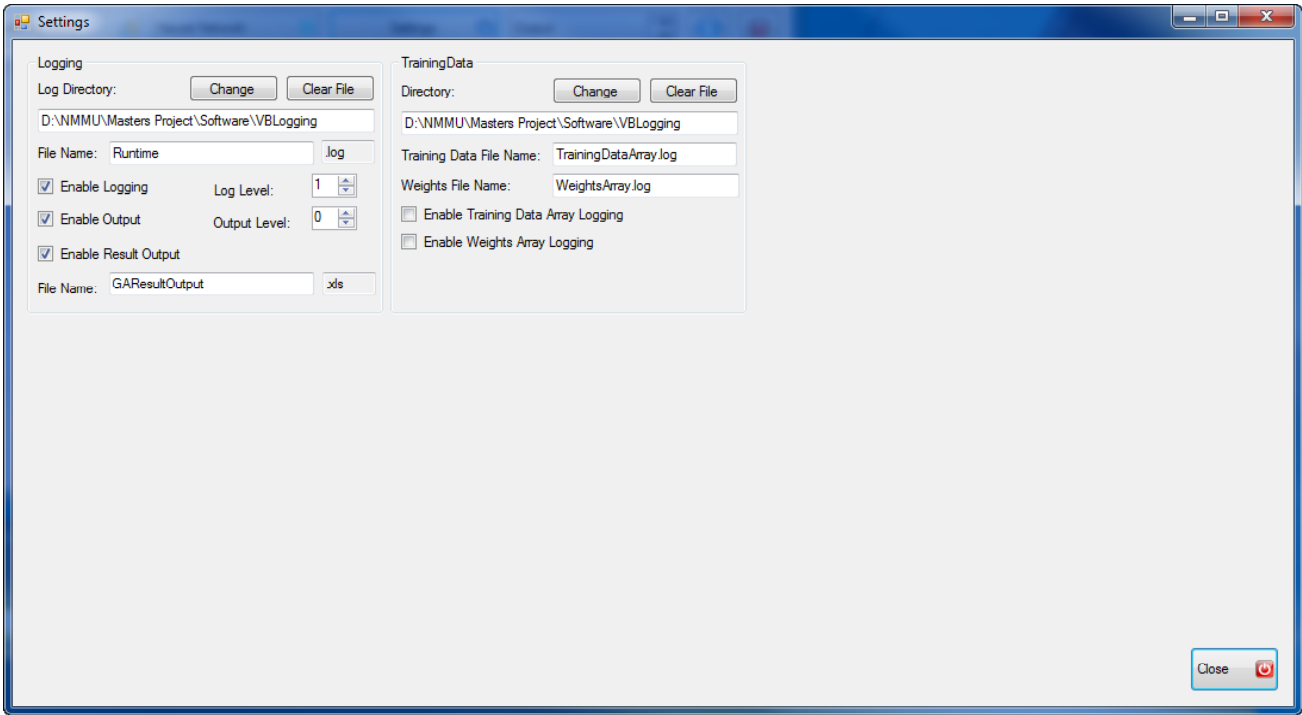 Settings
Logging
Log Directory: Change Clear File
D:\NMMU\Masters Project\Software\VBLogging
File Name: Runtime .log
Enable Logging Log Level: 1
Enable Output Output Level: 0
Enable Result Output
File Name: GAResultOutput .xls
TrainingData
Directory: Change Clear File
D:\NMMU\Masters Project\Software\VBLogging
Training Data File Name: TrainingDataArray.log
Weights File Name: WeightsArray.log
Enable Training Data Array Logging
Enable Weights Array Logging
Close